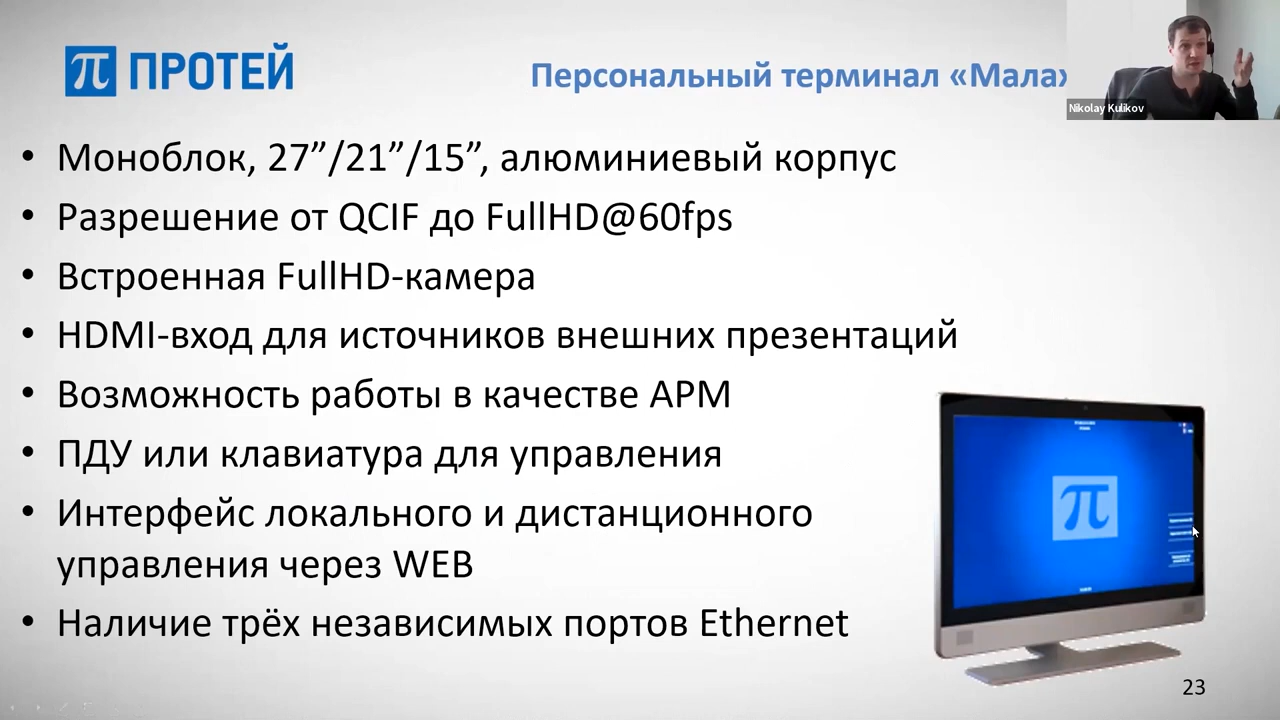 ПРОТЕЙ
Персональный терминал «Мала
Nikolay Kulikov
• Моноблок, 27”/21”/15”, алюминиевый корпус
• Разрешение от QCIF до FullHD@60fps
• Встроенная FullHD-камера
• HDMI-вход для источников внешних презентаций
• Возможность работы в качестве АРМ
• ПДУ или клавиатура для управления
• Интерфейс локального и дистанционного
управления через WEB
• Наличие трёх независимых портов Ethernet
23